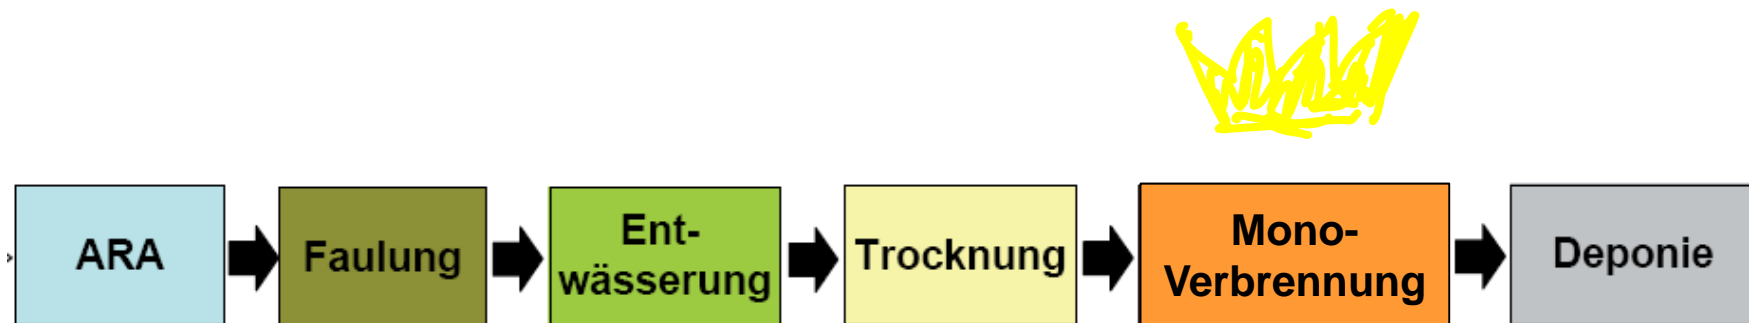 ARA
Faulung
Ent-
wässerung
Trocknung
Mono-
Verbrennung
Deponie